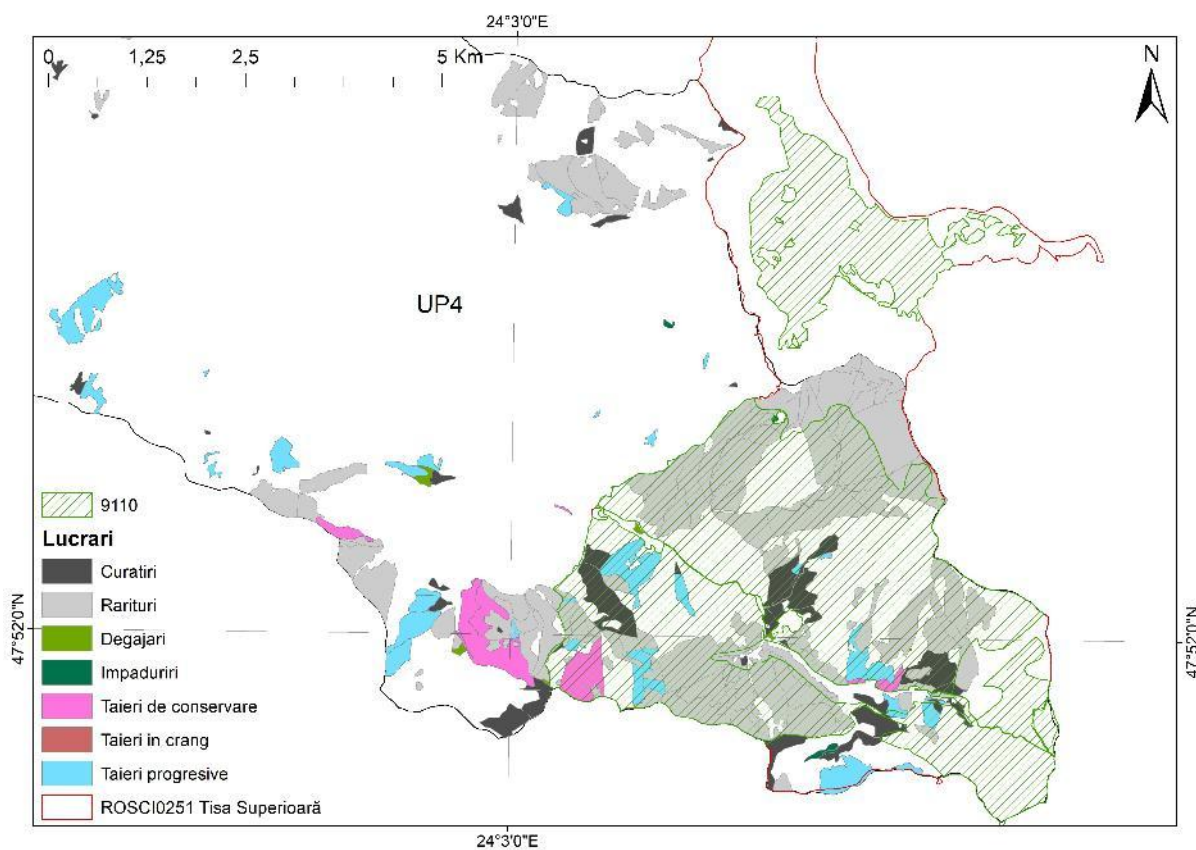 24°3'0"E
0 1,25 2,5 5 Km
N
UP4
47°52'0"N
47°52'0"N
9110
Lucrari
Curatiri
Rarituri
Degajari
Impaduriri
Taieri de conservare
Taieri in crang
Taieri progresive
ROSCI0251 Tisa Superioară
24°3'0"E